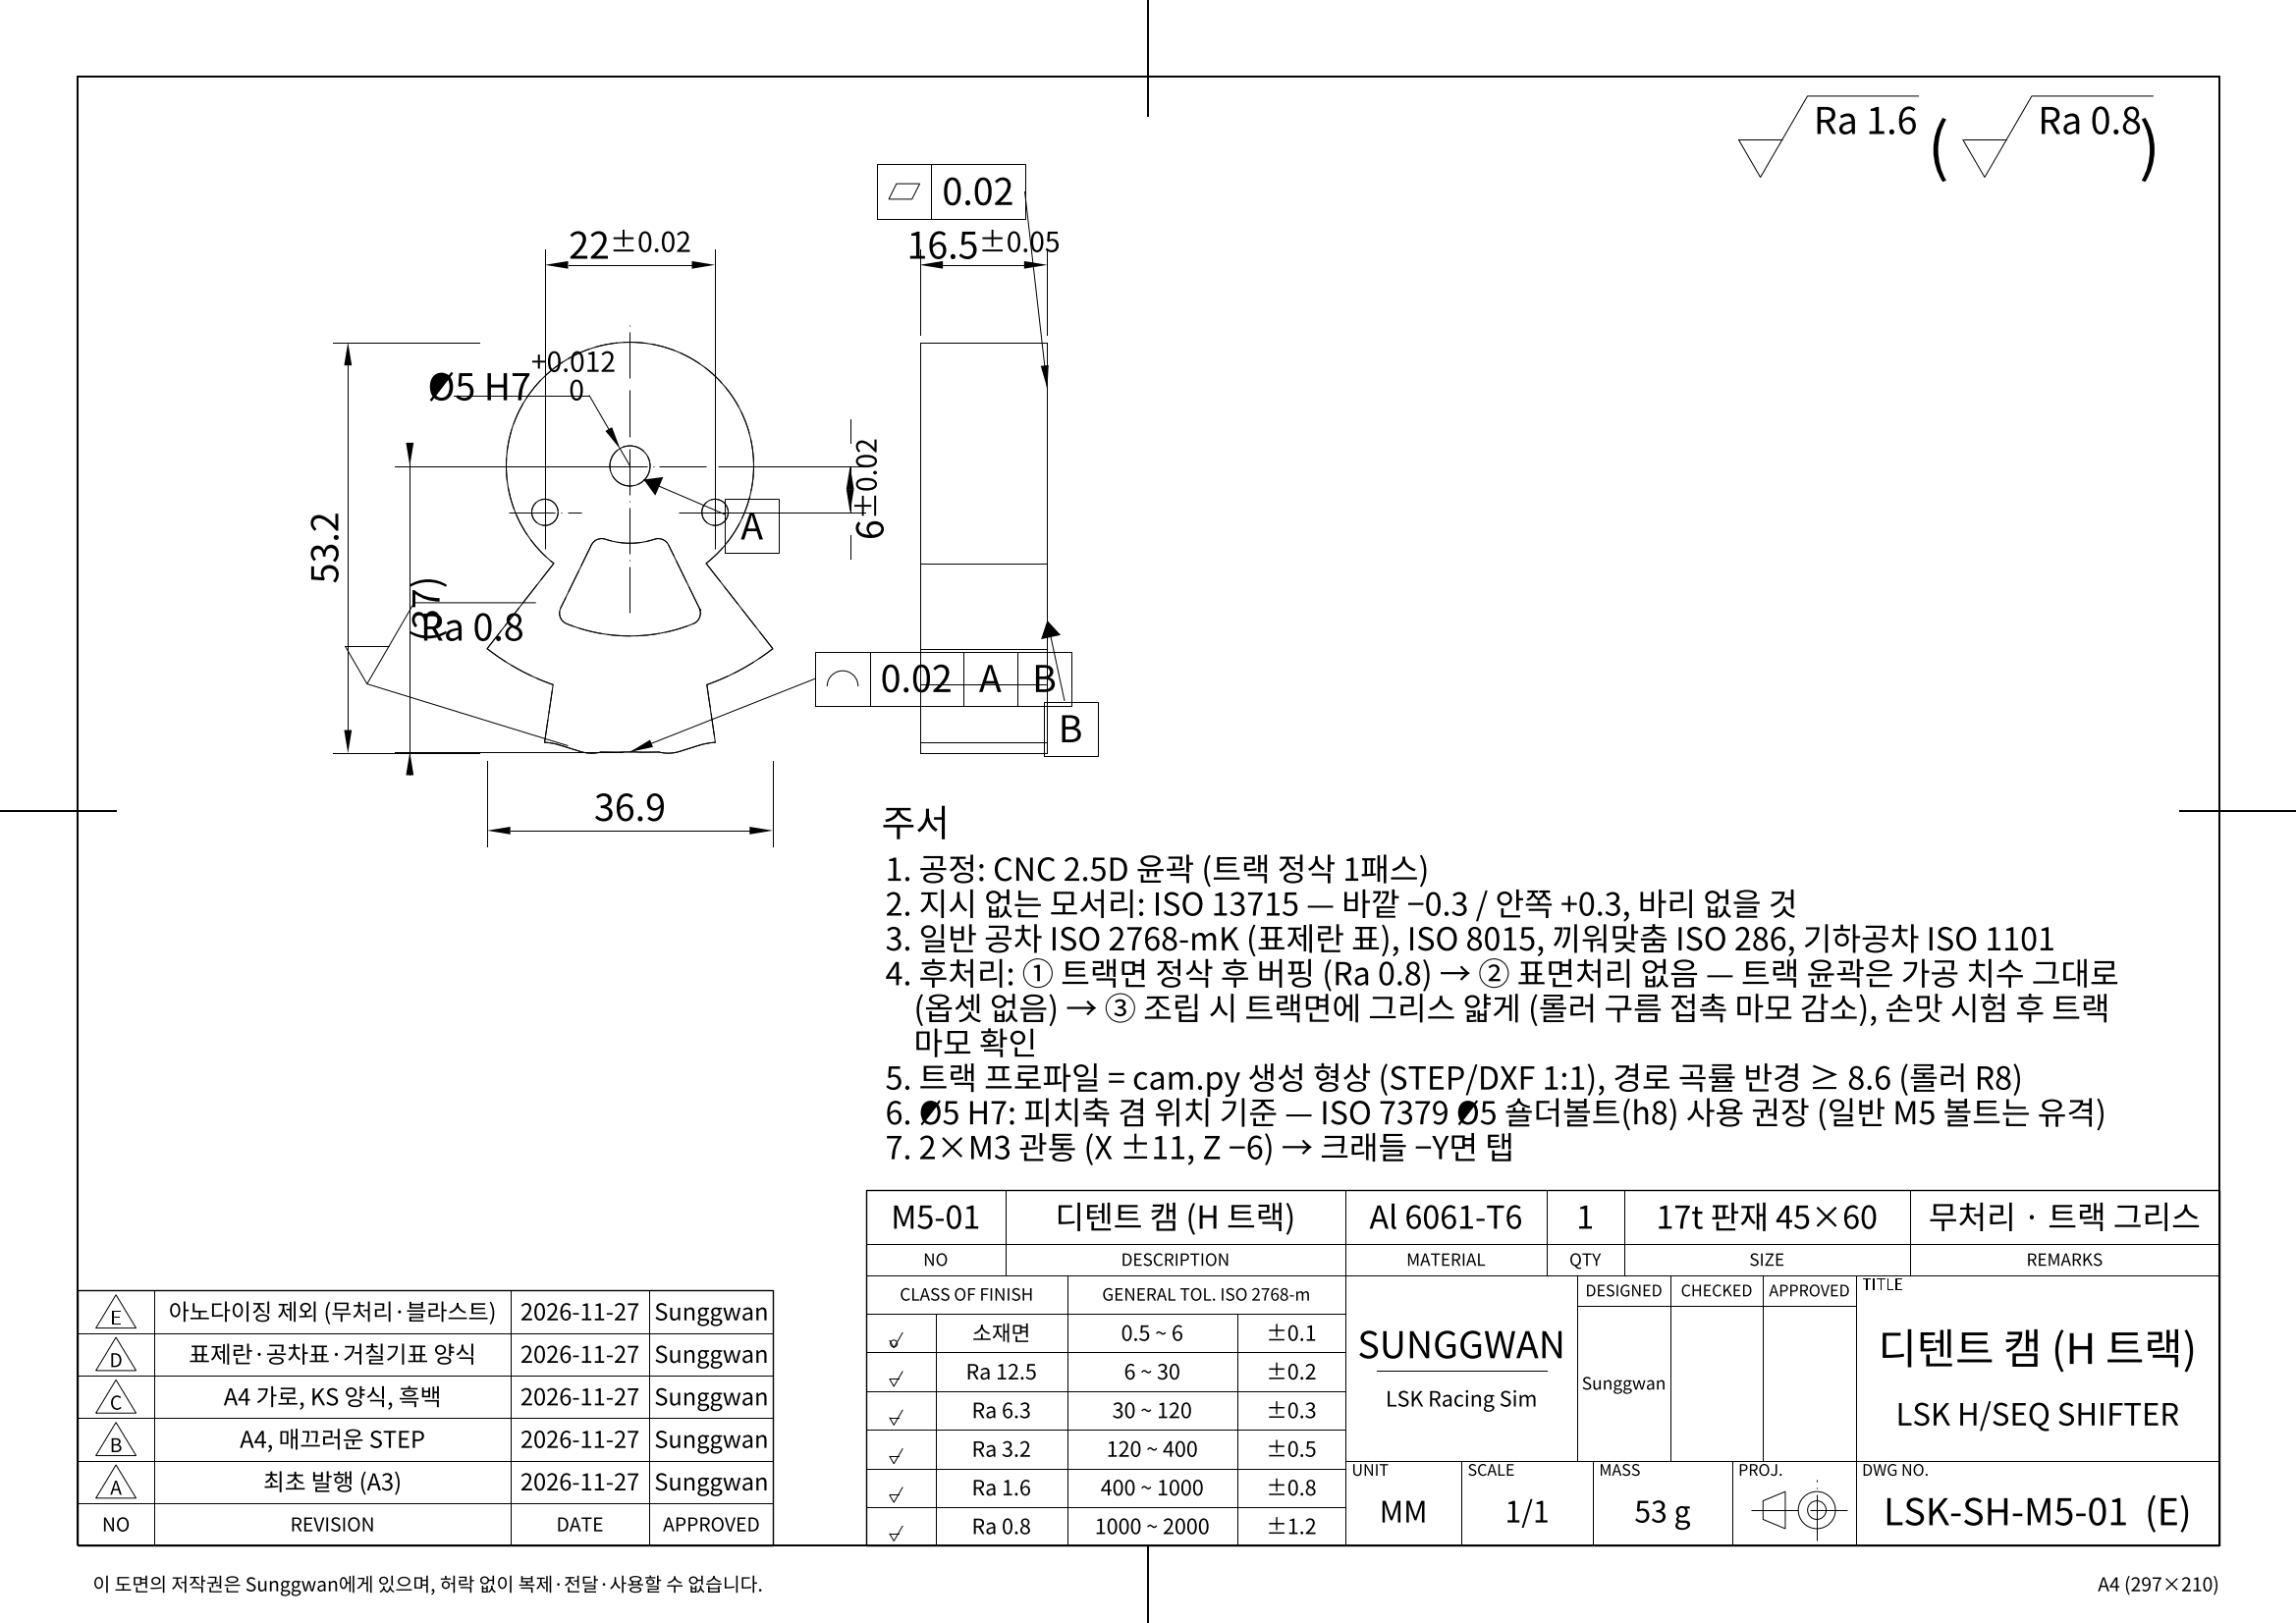 Ra 1.6 ( Ra 0.8 )
0.02
22±0.02
16.5±0.05
Ø5 H7 +0.012 0
6±0.02
A
53.2
(37)
Ra 0.8
0.02 A B
B
36.9
주서
1. 공정: CNC 2.5D 윤곽 (트랙 정삭 1패스)
2. 지시 없는 모서리: ISO 13715 — 바깥 −0.3 / 안쪽 +0.3, 바리 없을 것
3. 일반 공차 ISO 2768-mK (표제란 표), ISO 8015, 끼워맞춤 ISO 286, 기하공차 ISO 1101
4. 후처리: ① 트랙면 정삭 후 버핑 (Ra 0.8) → ② 표면처리 없음 — 트랙 윤곽은 가공 치수 그대로
(옵셋 없음) → ③ 조립 시 트랙면에 그리스 얇게 (롤러 구름 접촉 마모 감소), 손맛 시험 후 트랙
마모 확인
5. 트랙 프로파일 = cam.py 생성 형상 (STEP/DXF 1:1), 경로 곡률 반경 ≥ 8.6 (롤러 R8)
6. Ø5 H7: 피치축 겸 위치 기준 — ISO 7379 Ø5 숄더볼트(h8) 사용 권장 (일반 M5 볼트는 유격)
7. 2×M3 관통 (X ±11, Z −6) → 크래들 −Y면 탭
M5-01 디텐트 캠 (H 트랙) Al 6061-T6 1 17t 판재 45×60 무처리 · 트랙 그리스
NO DESCRIPTION MATERIAL QTY SIZE REMARKS
CLASS OF FINISH GENERAL TOL. ISO 2768-m
소재면 0.5 ~ 6 ±0.1
Ra 12.5 6 ~ 30 ±0.2
Ra 6.3 30 ~ 120 ±0.3
Ra 3.2 120 ~ 400 ±0.5
Ra 1.6 400 ~ 1000 ±0.8
Ra 0.8 1000 ~ 2000 ±1.2
SUNGGWAN
LSK Racing Sim
DESIGNED CHECKED APPROVED
Sunggwan
TITLE
디텐트 캠 (H 트랙)
LSK H/SEQ SHIFTER
UNIT SCALE MASS PROJ. DWG NO.
MM 1/1 53 g LSK-SH-M5-01 (E)
E 아노다이징 제외 (무처리·블라스트) 2026-11-27 Sunggwan
D 표제란·공차표·거칠기표 양식 2026-11-27 Sunggwan
C A4 가로, KS 양식, 흑백 2026-11-27 Sunggwan
B A4, 매끄러운 STEP 2026-11-27 Sunggwan
A 최초 발행 (A3) 2026-11-27 Sunggwan
NO REVISION DATE APPROVED
이 도면의 저작권은 Sunggwan에게 있으며, 허락 없이 복제·전달·사용할 수 없습니다.
A4 (297×210)